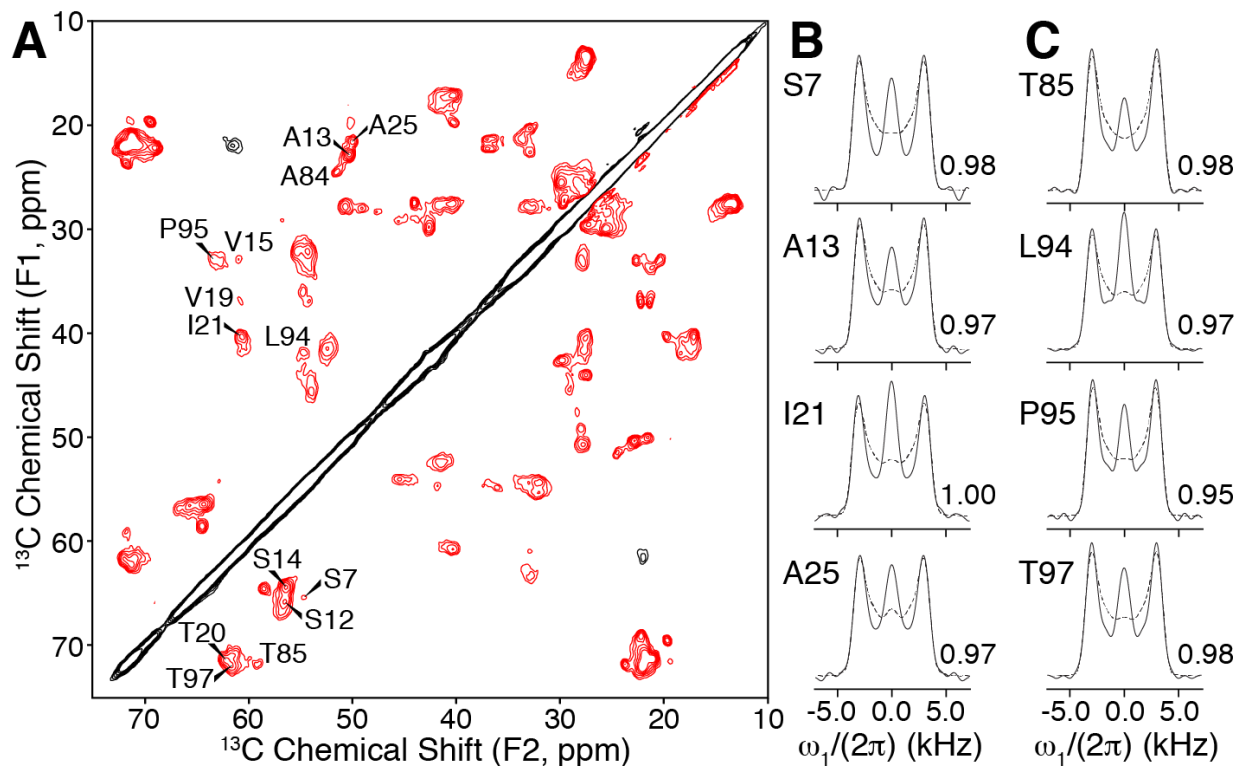 A
10
20
30
40
50
60
70
13C Chemical Shift (F1, ppm)
A13
A25
A84
P95
V15
V19
I21
L94
S14
S7
S12
T20
T85
T97
70
60
50
40
30
20
10
13C Chemical Shift (F2, ppm)
B
S7
0.98
A13
0.97
I21
1.00
A25
0.97
-5.0 0.0 5.0
ω1/(2π) (kHz)
C
T85
0.98
L94
0.97
P95
0.95
T97
0.98
-5.0 0.0 5.0
ω1/(2π) (kHz)